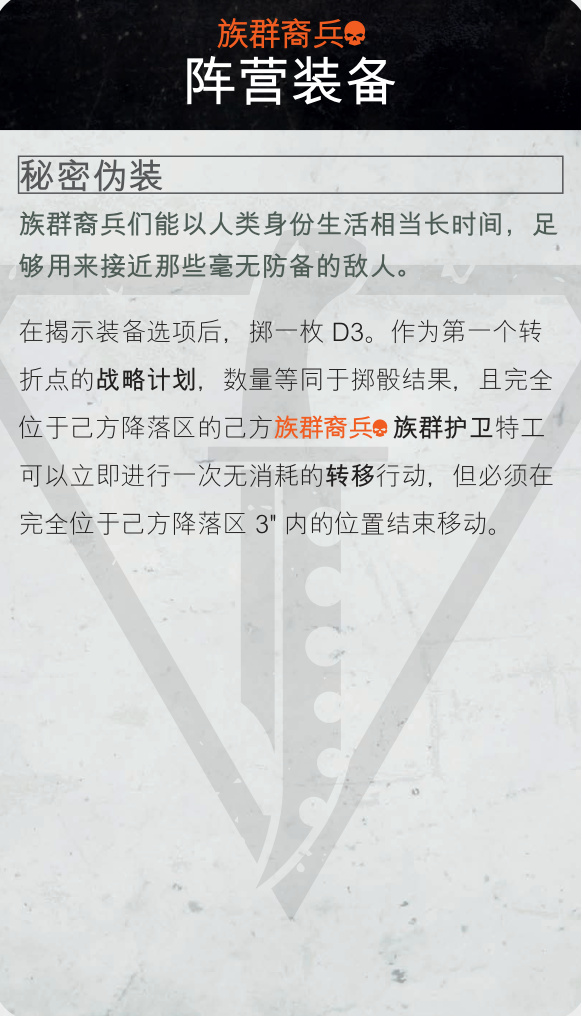 族群裔兵
阵营装备
秘密伪装
族群裔兵们能以人类身份生活相当长时间，足
够用来接近那些毫无防备的敌人。
在揭示装备选项后，掷一枚 D3。作为第一个转
折点的战略计划，数量等同于掷骰结果，且完全
位于己方降落区的己方族群裔兵 族群护卫特工
可以立即进行一次无消耗的转移行动，但必须在
完全位于己方降落区 3" 内的位置结束移动。